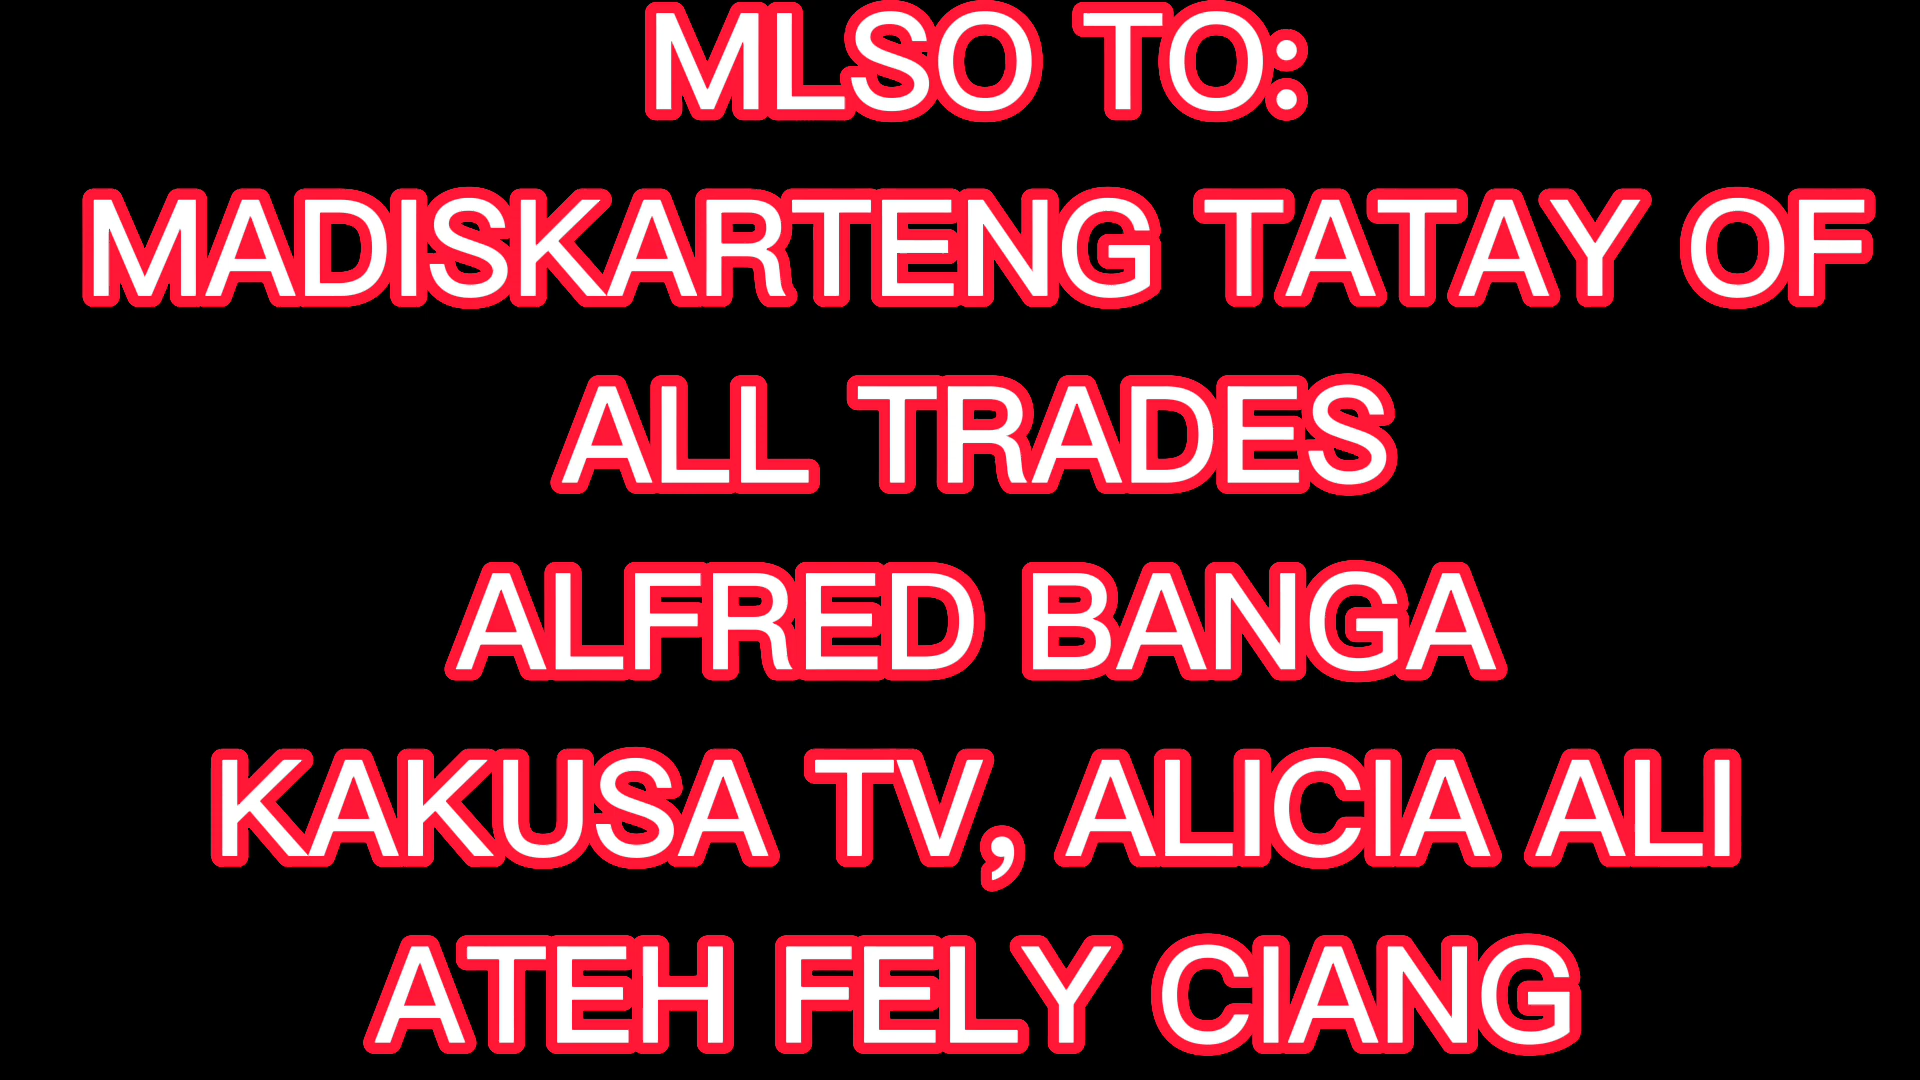 MLSO TO:
MADISKARTENG TATAY OF
ALL TRADES
ALFRED BANGA
KAKUSA TV, ALICIA ALI
ATEH FELY CIANG